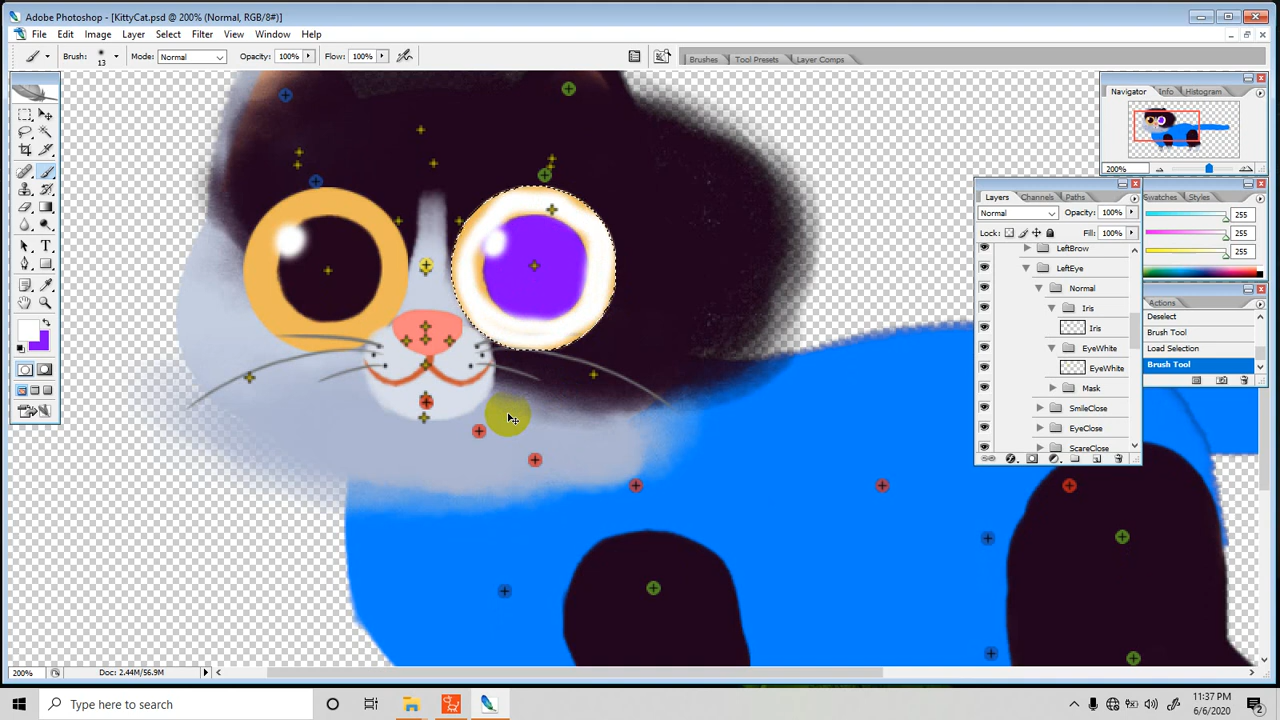 Adobe Photoshop - [KittyCat.psd @ 200% (Normal, RGB/8#)]
File Edit Image Layer Select Filter View Window Help
Brush: 13 Mode: Normal Opacity: 100% Flow: 100% Brushes Tool Presets Layer Comps
Navigator Info Histogram
200%
Layers Channels Paths
Swatches Styles
Normal Opacity: 100%
Lock: Fill: 100%
255
255
255
LeftBrow
LeftEye
Normal
Iris
Iris
EyeWhite
EyeWhite
Mask
SmileClose
EyeClose
ScareClose
Actions
Deselect
Brush Tool
Load Selection
Brush Tool
200% Doc: 2.44M/56.9M
Type here to search
11:37 PM
6/6/2020
2